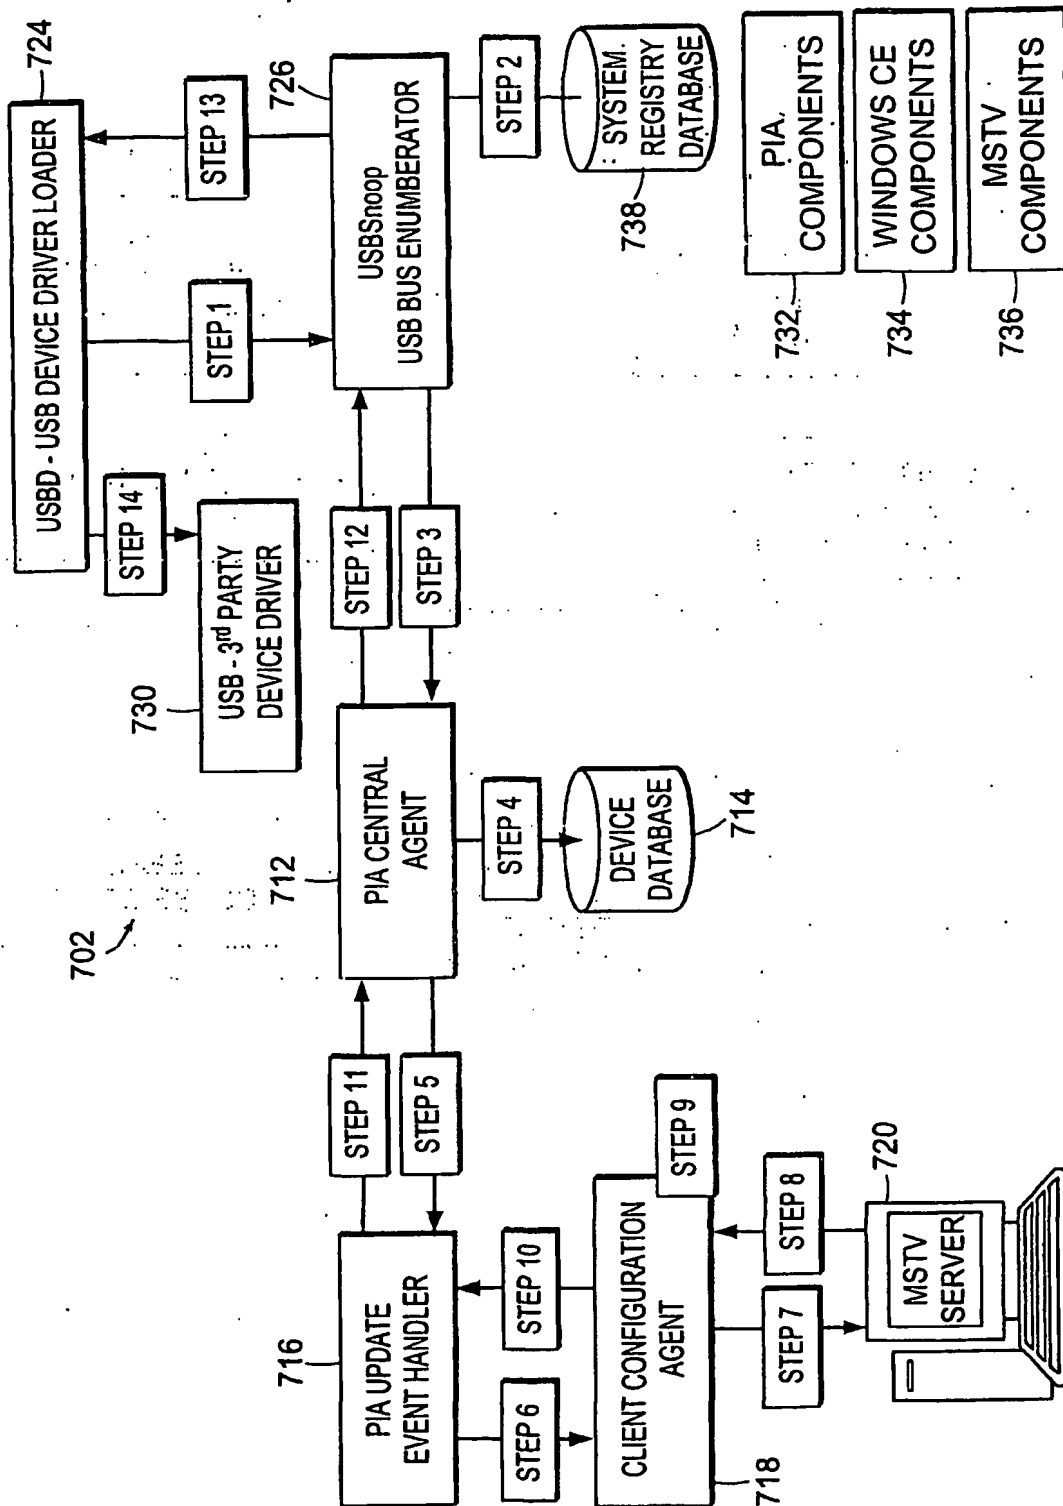 702
USBD - USB DEVICE DRIVER LOADER
724
STEP 14
STEP 1
STEP 13
USB - 3rd PARTY
DEVICE DRIVER
730
PIA UPDATE
EVENT HANDLER
716
STEP 11
STEP 5
PIA CENTRAL
AGENT
712
STEP 12
STEP 3
USBSnoop
USB BUS ENUMBERATOR
726
STEP 6
STEP 10
STEP 4
STEP 2
CLIENT CONFIGURATION
AGENT
718
STEP 9
DEVICE
DATABASE
714
SYSTEM.
REGISTRY
DATABASE
738
STEP 7
STEP 8
MSTV
SERVER
720
732
PIA
COMPONENTS
734
WINDOWS CE
COMPONENTS
736
MSTV
COMPONENTS